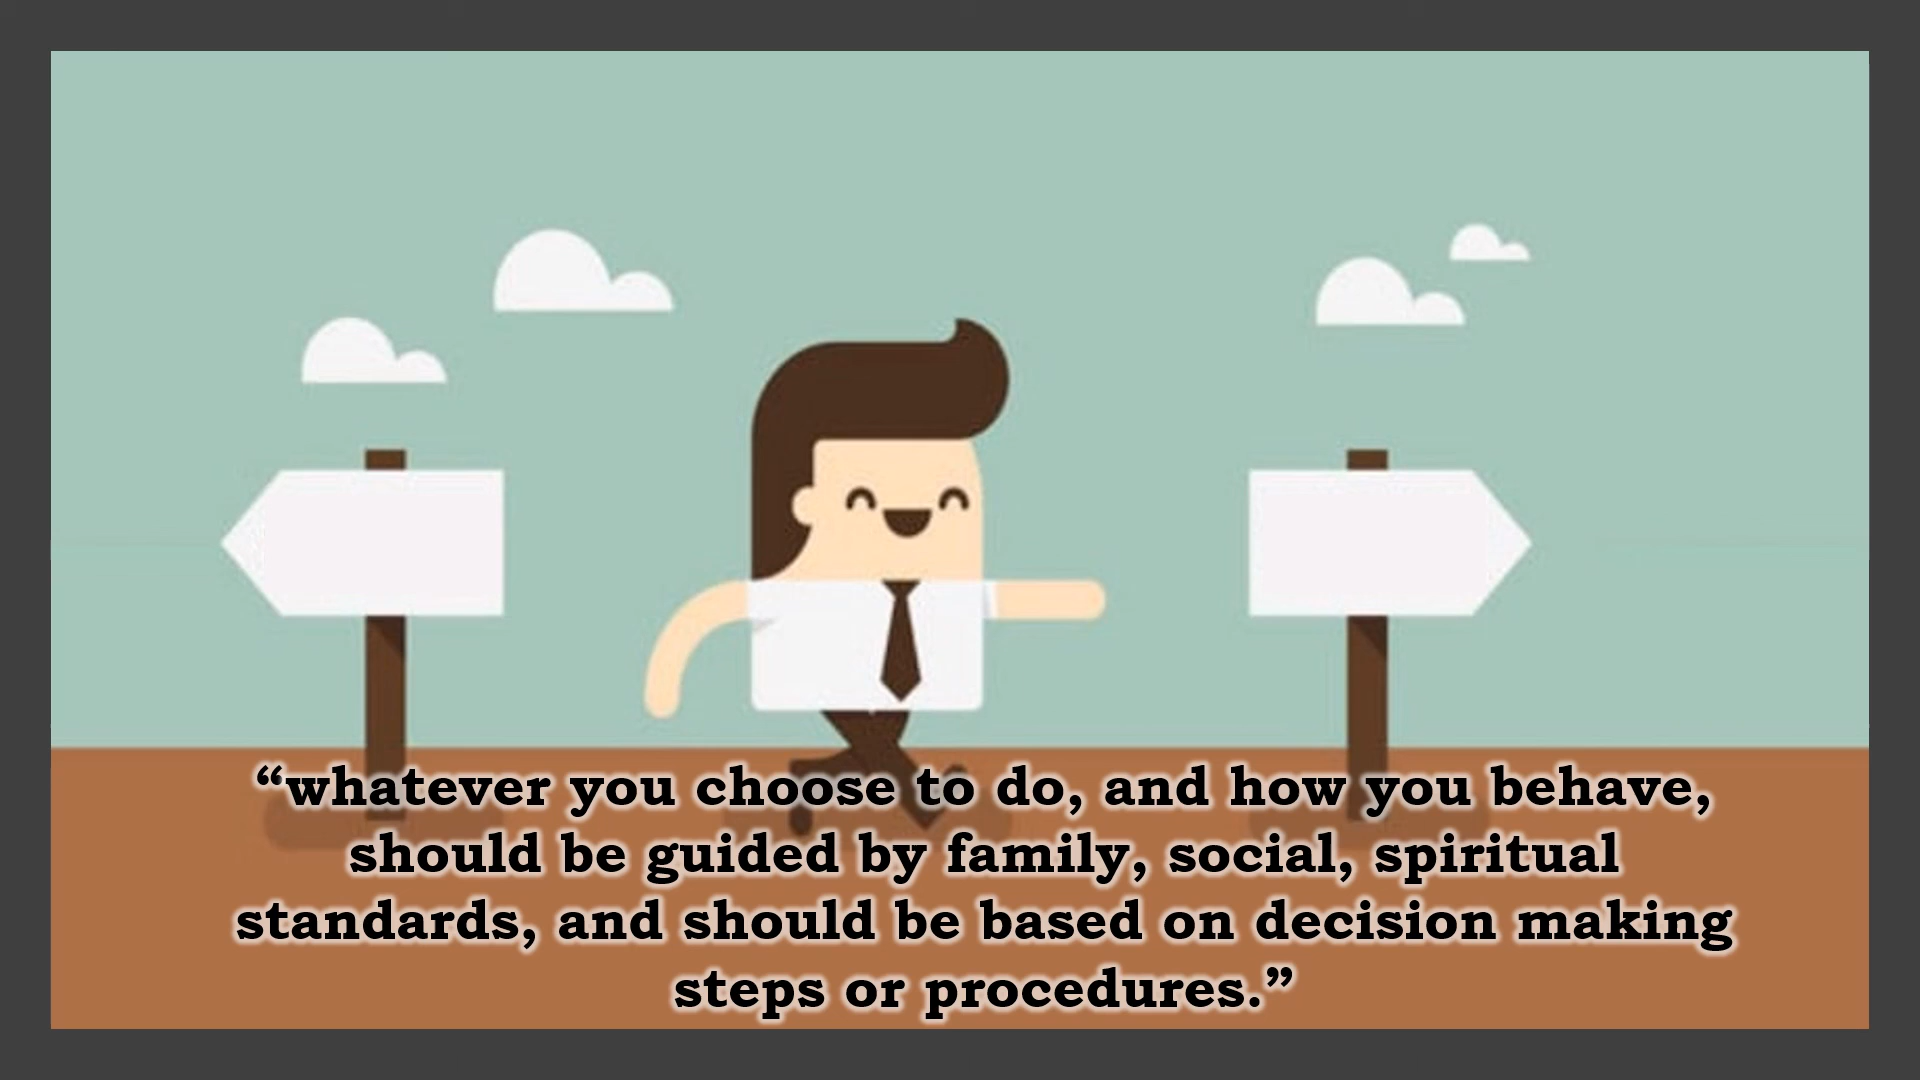 “whatever you choose to do, and how you behave,
should be guided by family, social, spiritual
standards, and should be based on decision making
steps or procedures.”